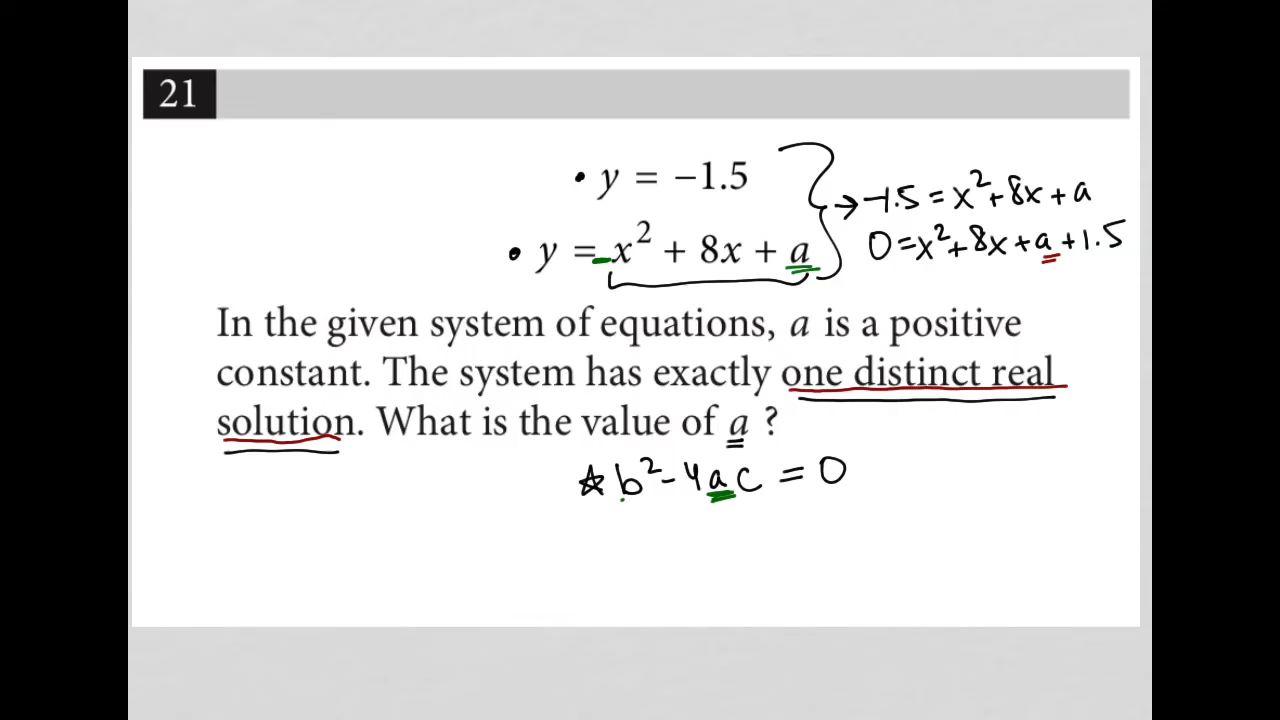 21
• y = −1.5
→ -1.5 = x² + 8x + a
• y = x² + 8x + a
0 = x² + 8x + a + 1.5
In the given system of equations, a is a positive
constant. The system has exactly one distinct real
solution. What is the value of a ?
☆ b² - 4ac = 0